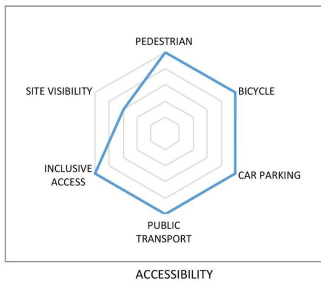 PEDESTRIAN
SITE VISIBILITY
BICYCLE
INCLUSIVE
ACCESS
CAR PARKING
PUBLIC
TRANSPORT
ACCESSIBILITY